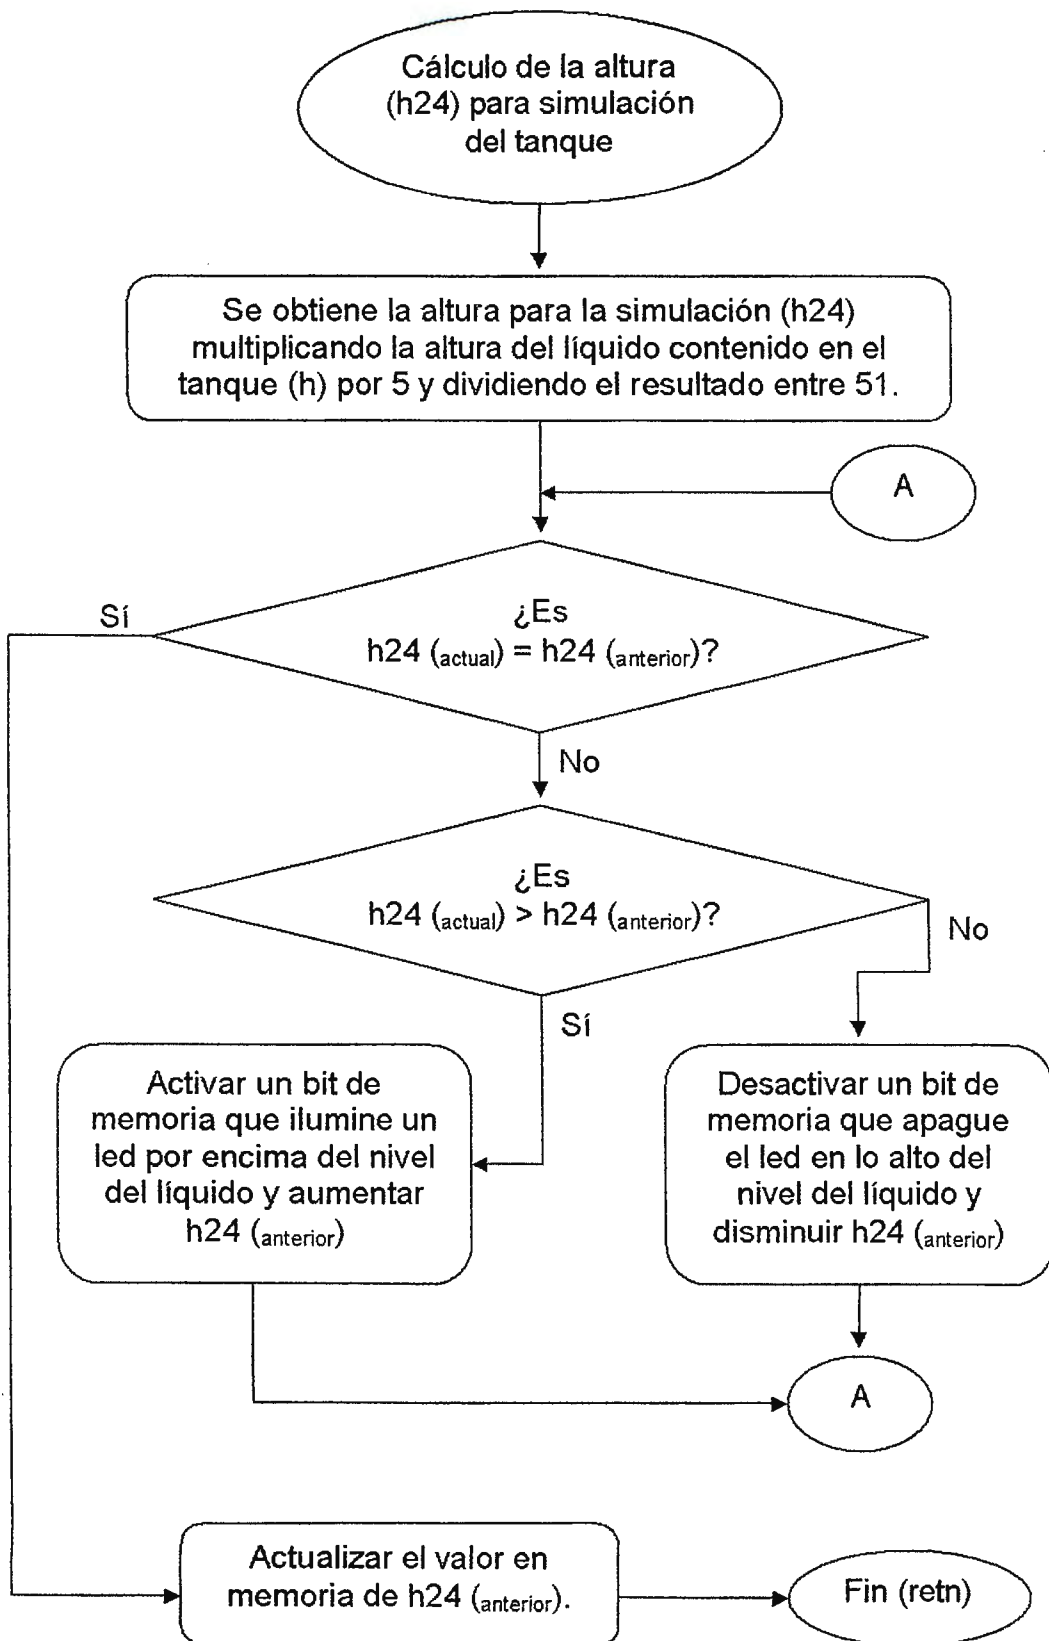 Cálculo de la altura
(h24) para simulación
del tanque
Se obtiene la altura para la simulación (h24)
multiplicando la altura del líquido contenido en el
tanque (h) por 5 y dividiendo el resultado entre 51.
A
Sí
¿Es
h24 (actual) = h24 (anterior)?
No
¿Es
h24 (actual) > h24 (anterior)?
No
Sí
Activar un bit de
memoria que ilumine un
led por encima del nivel
del líquido y aumentar
h24 (anterior)
Desactivar un bit de
memoria que apague
el led en lo alto del
nivel del líquido y
disminuir h24 (anterior)
A
Actualizar el valor en
memoria de h24 (anterior).
Fin (retn)